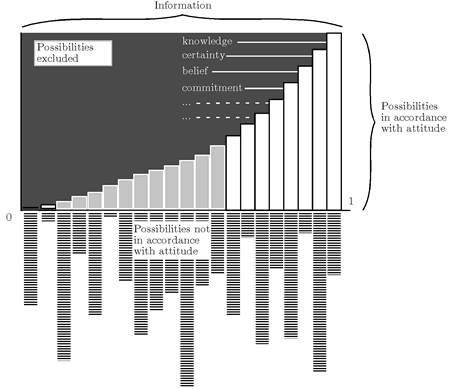 Information
Possibilities
excluded
knowledge
certainty
belief
commitment
...
...
Possibilities
in accordance
with attitude
0
1
Possibilities not
in accordance
with attitude